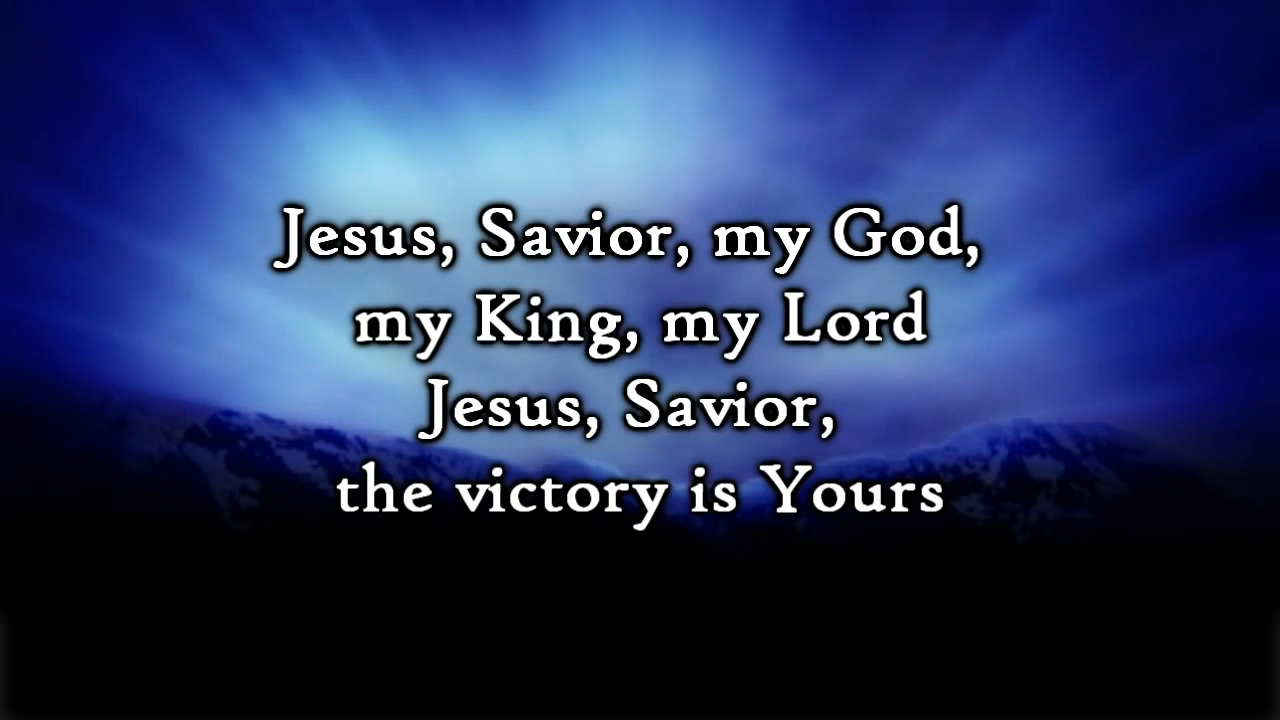 Jesus, Savior, my God,
my King, my Lord
Jesus, Savior,
the victory is Yours